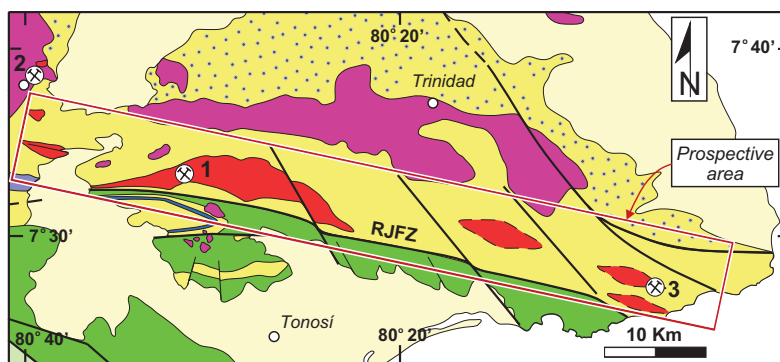 80° 20'
7° 40'
N
2
Trinidad
Prospective
area
1
RJFZ
7° 30'
3
80° 40'
Tonosí
80° 20'
10 Km